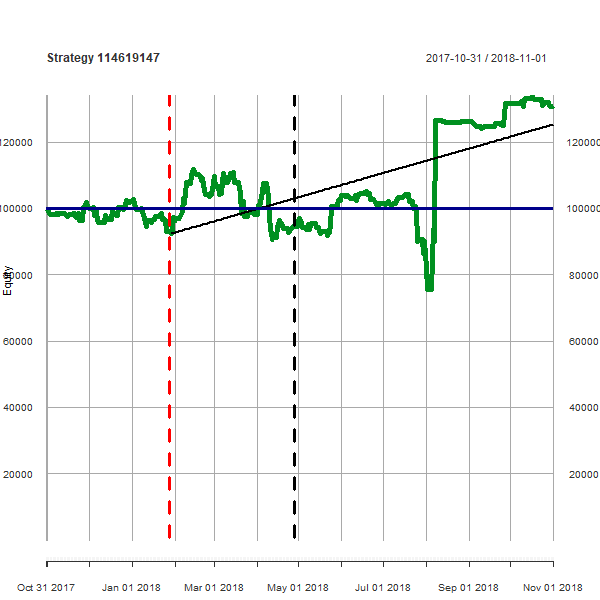 Strategy 114619147 2017-10-31 / 2018-11-01
120000 120000
100000 100000
80000 80000
60000 60000
40000 40000
20000 20000
Equity
Oct 31 2017 Jan 01 2018 Mar 01 2018 May 01 2018 Jul 01 2018 Sep 01 2018 Nov 01 2018